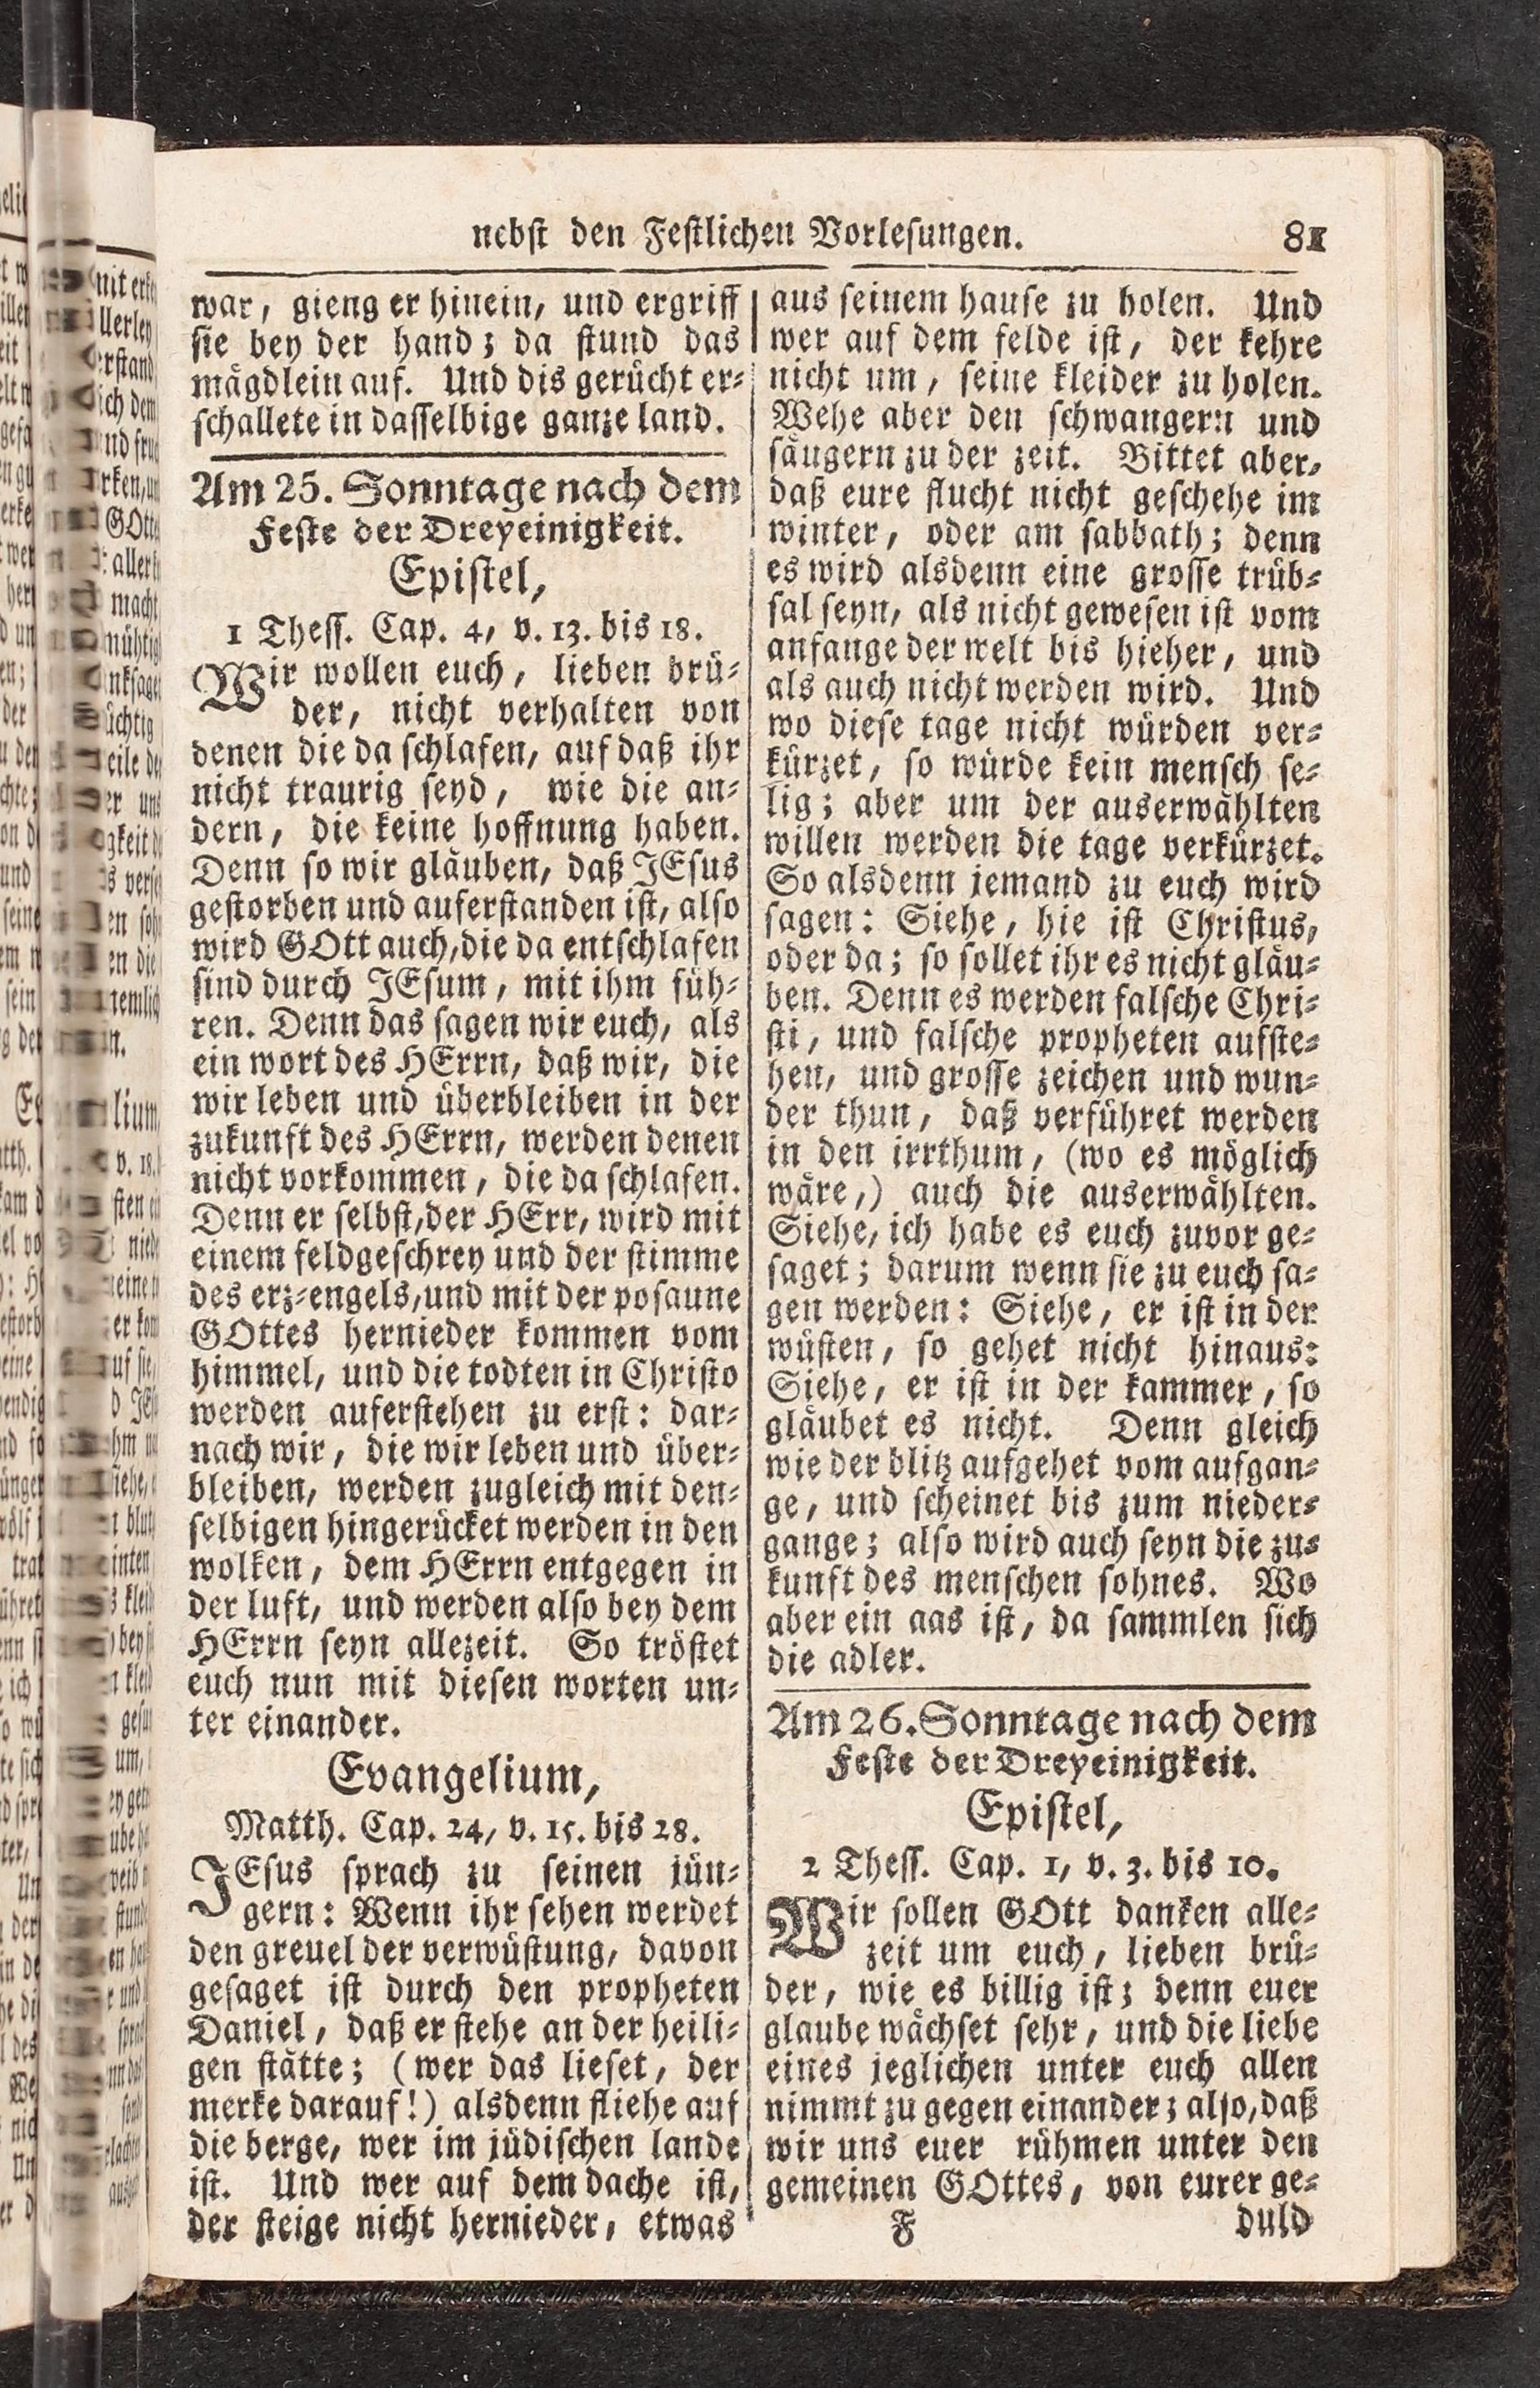 nebst den Festlichen Vorlesungen. 81
war, gieng er hinein, und ergriff
sie bey der hand; da stund das
mägdlein auf. Und dis gerücht er-
schallete in dasselbige ganze land.
Am 25. Sonntage nach dem
Feste der Dreyeinigkeit.
Epistel,
1 Thess. Cap. 4, v. 13. bis 18.
Wir wollen euch, lieben brü-
der, nicht verhalten von
denen die da schlafen, auf daß ihr
nicht traurig seyd, wie die an-
dern, die keine hoffnung haben.
Denn so wir gläuben, daß JEsus
gestorben und auferstanden ist, also
wird GOtt auch, die da entschlafen
sind durch JEsum, mit ihm füh-
ren. Denn das sagen wir euch, als
ein wort des HErrn, daß wir, die
wir leben und überbleiben in der
zukunft des HErrn, werden denen
nicht vorkommen, die da schlafen.
Denn er selbst, der HErr, wird mit
einem feldgeschrey und der stimme
des erz-engels, und mit der posaune
GOttes hernieder kommen vom
himmel, und die todten in Christo
werden auferstehen zu erst: dar-
nach wir, die wir leben und über-
bleiben, werden zugleich mit den-
selbigen hingerücket werden in den
wolken, dem HErrn entgegen in
der luft, und werden also bey dem
HErrn seyn allezeit. So tröstet
euch nun mit diesen worten un-
ter einander.
Evangelium,
Matth. Cap. 24, v. 15. bis 28.
JEsus sprach zu seinen jün-
gern: Wenn ihr sehen werdet
den greuel der verwüstung, davon
gesaget ist durch den propheten
Daniel, daß er stehe an der heili-
gen stätte; (wer das lieset, der
merke darauf!) alsdenn fliehe auf
die berge, wer im jüdischen lande
ist. Und wer auf dem dache ist,
der steige nicht hernieder, etwas
aus seinem hause zu holen. Und
wer auf dem felde ist, der kehre
nicht um, seine kleider zu holen.
Wehe aber den schwangern und
säugern zu der zeit. Bittet aber,
daß eure flucht nicht geschehe im
winter, oder am sabbath; denn
es wird alsdenn eine grosse trüb-
sal seyn, als nicht gewesen ist vom
anfange der welt bis hieher, und
als auch nicht werden wird. Und
wo diese tage nicht würden ver-
kürzet, so würde kein mensch se-
lig; aber um der auserwählten
willen werden die tage verkürzet.
So alsdenn jemand zu euch wird
sagen: Siehe, hie ist Christus,
oder da; so sollet ihr es nicht gläu-
ben. Denn es werden falsche Chri-
sti, und falsche propheten aufste-
hen, und grosse zeichen und wun-
der thun, daß verführet werden
in den irrthum, (wo es möglich
wäre,) auch die auserwählten.
Siehe, ich habe es euch zuvor ge-
saget; darum wenn sie zu euch sa-
gen werden: Siehe, er ist in der
wüsten, so gehet nicht hinaus:
Siehe, er ist in der kammer, so
gläubet es nicht. Denn gleich
wie der blitz aufgehet vom aufgan-
ge, und scheinet bis zum nieder-
gange; also wird auch seyn die zu-
kunft des menschen sohnes. Wo
aber ein aas ist, da sammlen sich
die adler.
Am 26. Sonntage nach dem
Feste der Dreyeinigkeit.
Epistel,
2 Thess. Cap. 1, v. 3. bis 10.
Wir sollen GOtt danken alle-
zeit um euch, lieben brü-
der, wie es billig ist; denn euer
glaube wächset sehr, und die liebe
eines jeglichen unter euch allen
nimmt zu gegen einander; also, daß
wir uns euer rühmen unter den
gemeinen GOttes, von eurer ge-
F duld